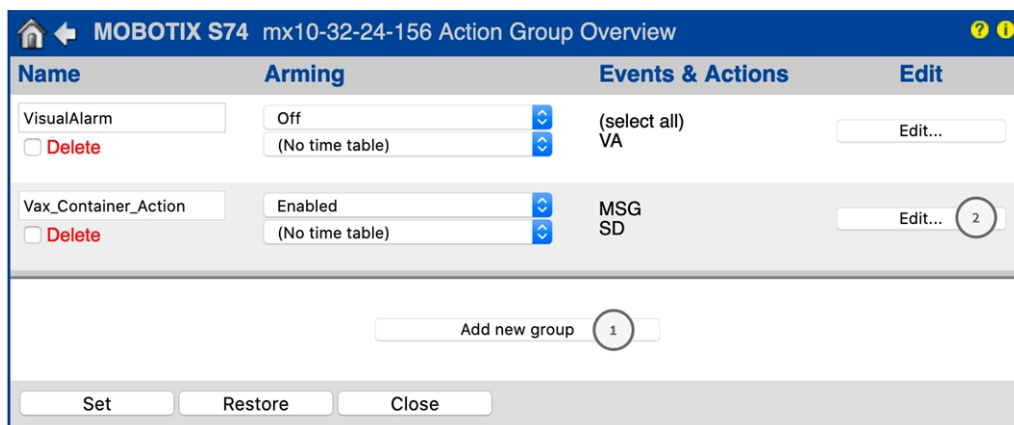 MOBOTIX S74 mx10-32-24-156 Action Group Overview ? i
Name Arming Events & Actions Edit
VisualAlarm Off (select all) Edit...
Delete (No time table) VA
Vax_Container_Action Enabled MSG Edit... 2
Delete (No time table) SD
Add new group 1
Set Restore Close